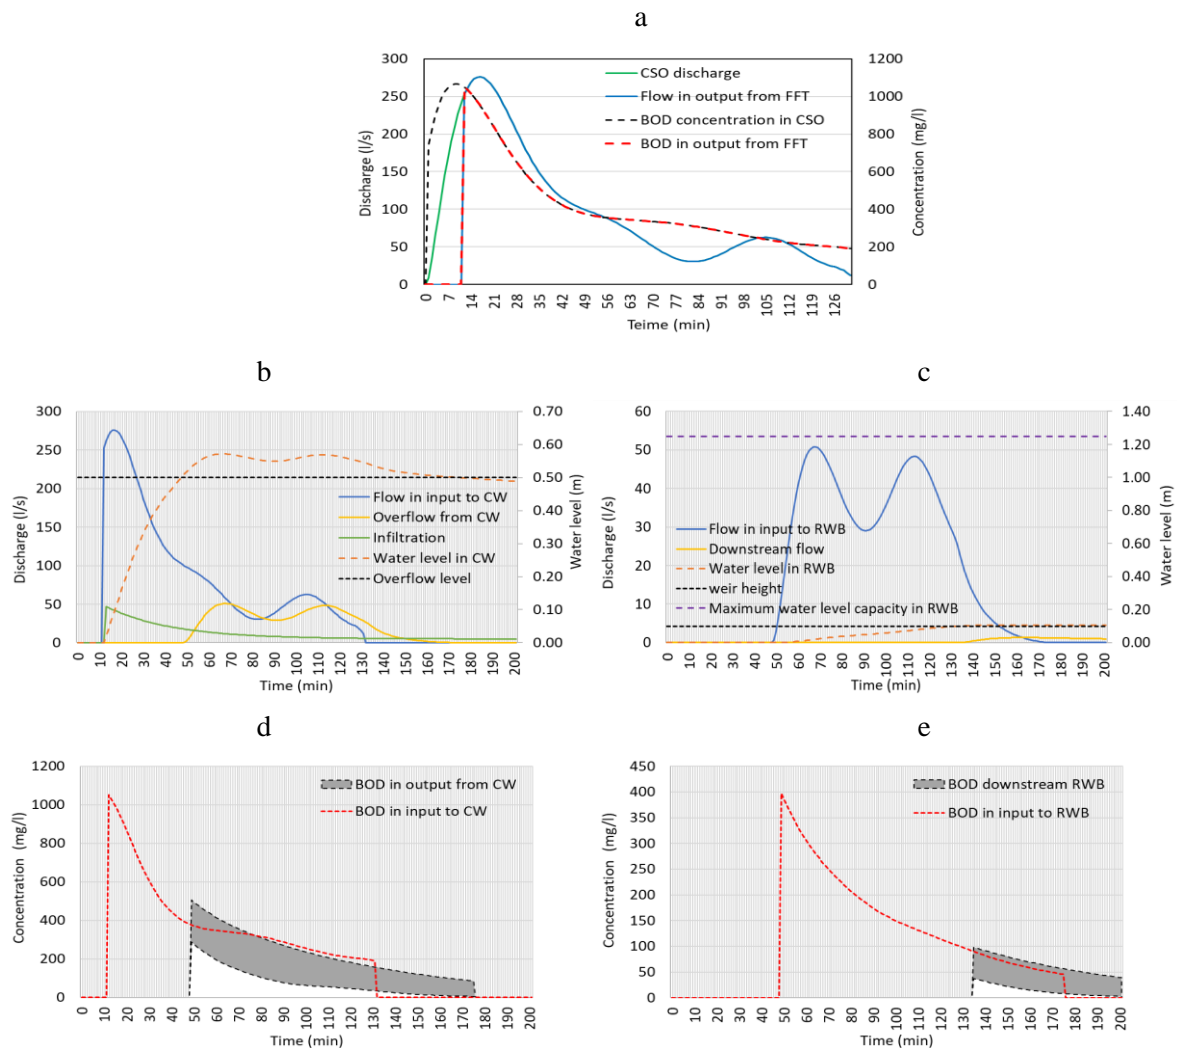 a
300
250
200
150
100
50
0
Discharge (l/s)
1200
1000
800
600
400
200
0
Concentration (mg/l)
CSO discharge
Flow in output from FFT
BOD concentration in CSO
BOD in output from FFT
0 7 14 21 28 35 42 49 56 63 70 77 84 91 98 105 112 119 126
Teime (min)
b
300
250
200
150
100
50
0
Discharge (l/s)
0.70
0.60
0.50
0.40
0.30
0.20
0.10
0.00
Water level (m)
Flow in input to CW
Overflow from CW
Infiltration
Water level in CW
Overflow level
0 10 20 30 40 50 60 70 80 90 100 110 120 130 140 150 160 170 180 190 200
Time (min)
c
60
50
40
30
20
10
0
Discharge (l/s)
1.40
1.20
1.00
0.80
0.60
0.40
0.20
0.00
Water level (m)
Flow in input to RWB
Downstream flow
Water level in RWB
weir height
Maximum water level capacity in RWB
0 10 20 30 40 50 60 70 80 90 100 110 120 130 140 150 160 170 180 190 200
Time (min)
d
1200
1000
800
600
400
200
0
Concentration (mg/l)
BOD in output from CW
BOD in input to CW
0 10 20 30 40 50 60 70 80 90 100 110 120 130 140 150 160 170 180 190 200
Time (min)
e
450
400
350
300
250
200
150
100
50
0
Concentration (mg/l)
BOD downstream RWB
BOD in input to RWB
0 10 20 30 40 50 60 70 80 90 100 110 120 130 140 150 160 170 180 190 200
Time (min)